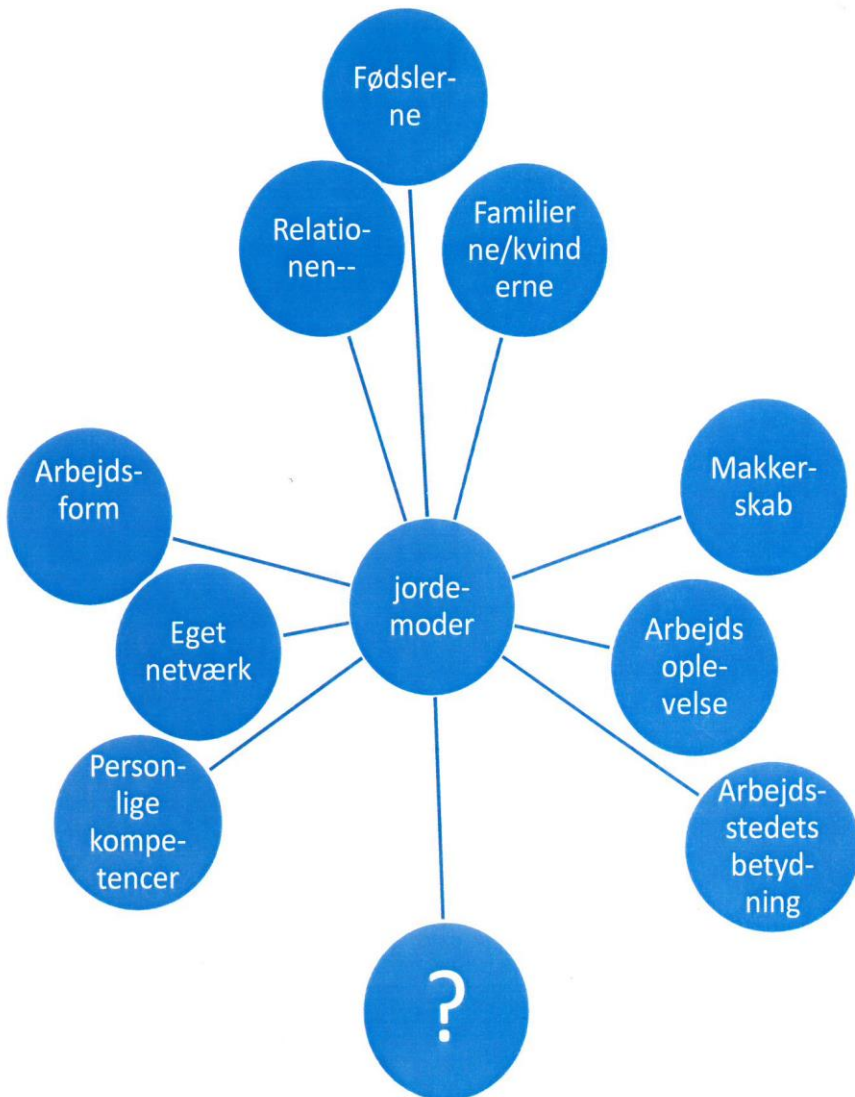 Fødsler-
ne
Relatio-
nen--
Familier
ne/kvind
erne
Arbejds-
form
Makker-
skab
jorde-
moder
Eget
netværk
Arbejds
ople-
velse
Person-
lige
kompe-
tencer
Arbejds-
stedets
betyd-
ning
?